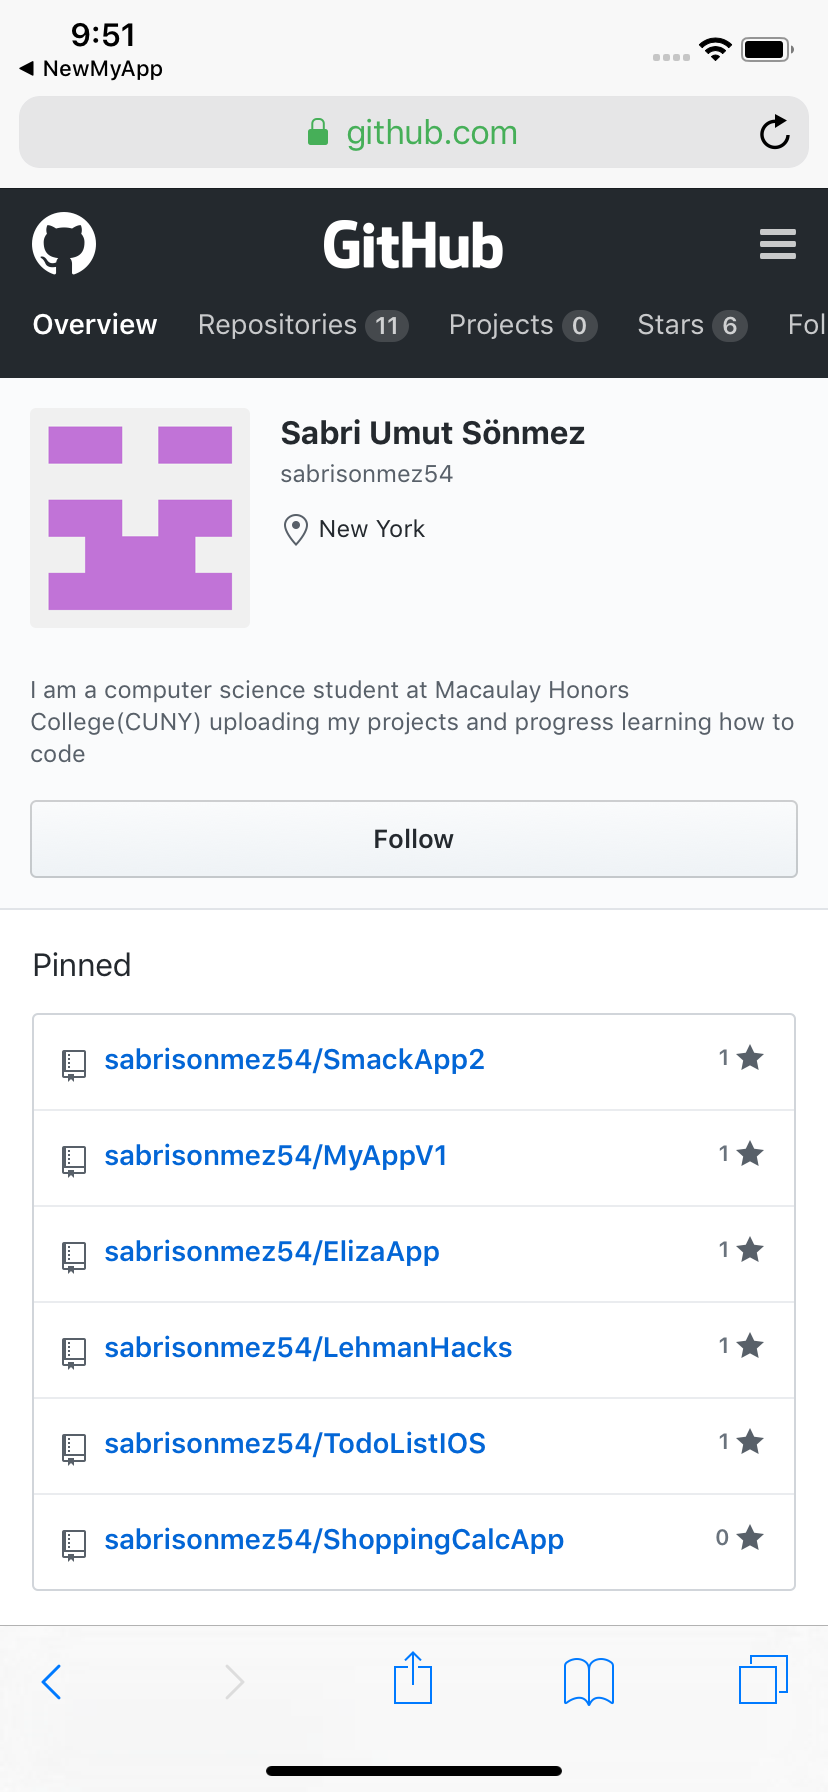 9:51
◀ NewMyApp
github.com
GitHub
Overview Repositories 11 Projects 0 Stars 6 Fol
Sabri Umut Sönmez
sabrisonmez54
New York
I am a computer science student at Macaulay Honors
College(CUNY) uploading my projects and progress learning how to
code
Follow
Pinned
sabrisonmez54/SmackApp2 1
sabrisonmez54/MyAppV1 1
sabrisonmez54/ElizaApp 1
sabrisonmez54/LehmanHacks 1
sabrisonmez54/TodoListIOS 1
sabrisonmez54/ShoppingCalcApp 0